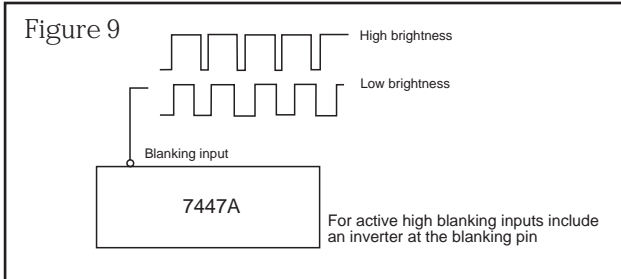 Figure 9
High brightness
Low brightness
Blanking input
7447A
For active high blanking inputs include
an inverter at the blanking pin